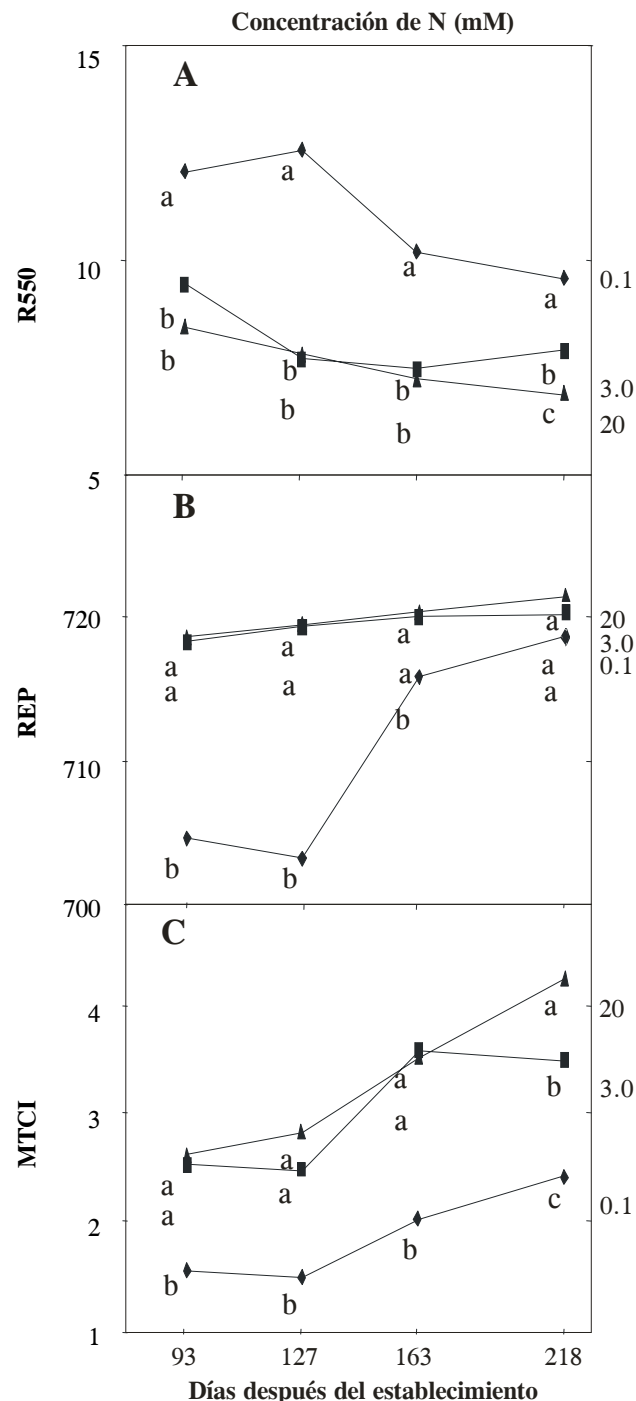 Concentración de N (mM)
15
A
a
a
a
10
a
0.1
R550
b
b
b
b
b
b
b
3.0
c
20
5
B
720
a
a
a
20
3.0
a
a
a
0.1
a
a
b
a
REP
710
b
b
700
C
4
a
20
a
b
3.0
3
a
MTCI
a
a
a
a
2
c
0.1
b
b
b
1
93 127 163 218
Días después del establecimiento